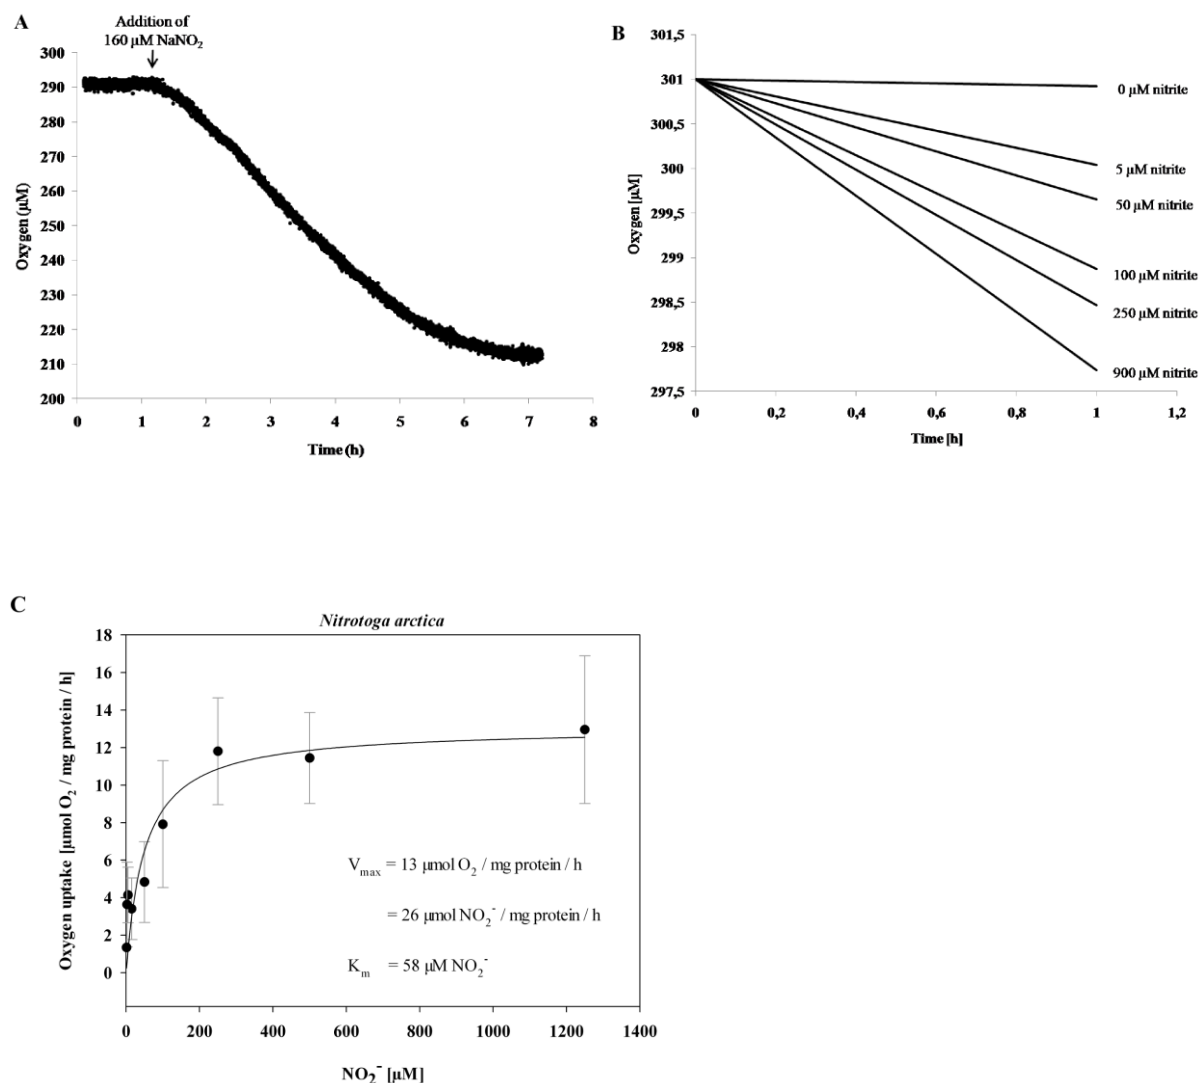 A
Addition of
160 µM NaNO₂
300
290
280
270
260
250
240
230
220
210
200
Oxygen (µM)
0 1 2 3 4 5 6 7 8
Time (h)
B
301,5
301
300,5
300
299,5
299
298,5
298
297,5
Oxygen [µM]
0 µM nitrite
5 µM nitrite
50 µM nitrite
100 µM nitrite
250 µM nitrite
900 µM nitrite
0 0,2 0,4 0,6 0,8 1 1,2
Time [h]
C
Nitrotoga arctica
18
16
14
12
10
8
6
4
2
0
Oxygen uptake [µmol O₂ / mg protein / h]
Vmax = 13 µmol O₂ / mg protein / h
= 26 µmol NO₂⁻ / mg protein / h
Km = 58 µM NO₂⁻
0 200 400 600 800 1000 1200 1400
NO₂⁻ [µM]